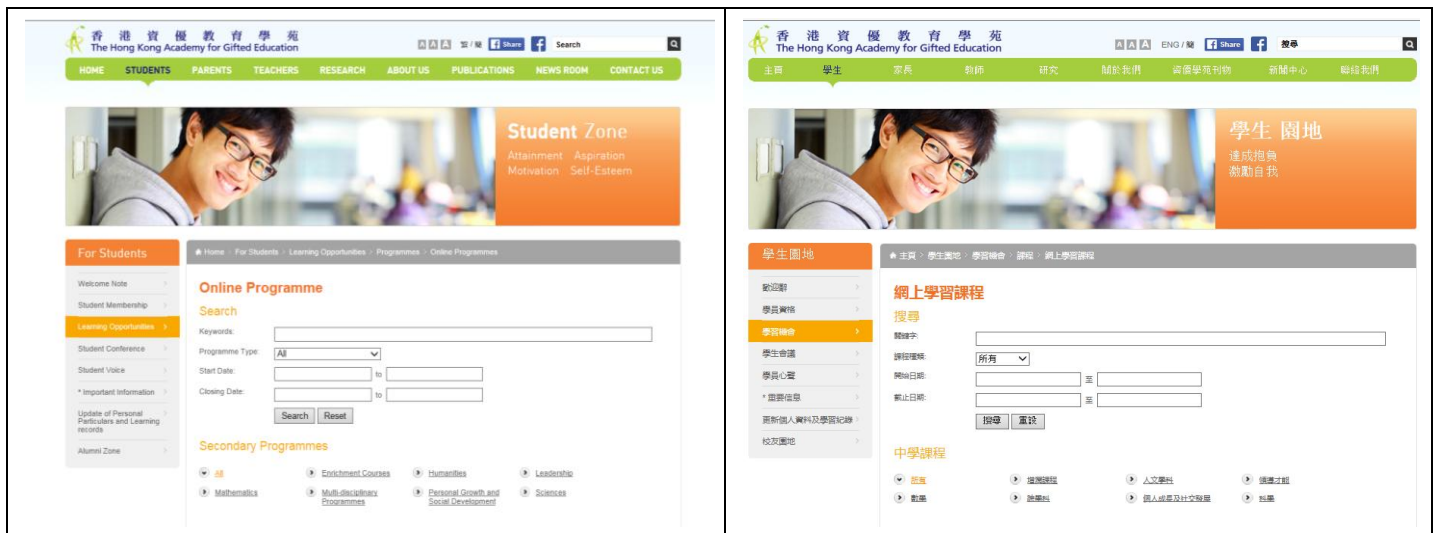 香 港 資 優 教 育 學 苑
The Hong Kong Academy for Gifted Education
A A A 繁 / 簡 Share Search
HOME STUDENTS PARENTS TEACHERS RESEARCH ABOUT US PUBLICATIONS NEWS ROOM CONTACT US
Student Zone
Attainment Aspiration
Motivation Self-Esteem
For Students
Home > For Students > Learning Opportunities > Programmes > Online Programmes
Welcome Note
Student Membership
Learning Opportunities
Student Conference
Student Voice
* Important Information
Update of Personal
Particulars and Learning
records
Alumni Zone
Online Programme
Search
Keywords:
Programme Type: All
Start Date: to
Closing Date: to
Search Reset
Secondary Programmes
All Enrichment Courses Humanities Leadership
Mathematics Multi-disciplinary
Programmes Personal Growth and
Social Development Sciences
香 港 資 優 教 育 學 苑
The Hong Kong Academy for Gifted Education
A A A ENG / 簡 Share 搜尋
主頁 學生 家長 教師 研究 關於我們 資優學苑刊物 新聞中心 聯絡我們
學生 園地
達成抱負
激勵自我
學生園地
主頁 > 學生園地 > 學習機會 > 課程 > 網上學習課程
歡迎辭
學員資格
學習機會
學生會議
學員心聲
* 重要信息
更新個人資料及學習紀錄
校友園地
網上學習課程
搜尋
關鍵字:
課程種類: 所有
開始日期: 至
截止日期: 至
搜尋 重設
中學課程
所有 增潤課程 人文學科 領導才能
數學 跨學科 個人成長及社交發展 科學